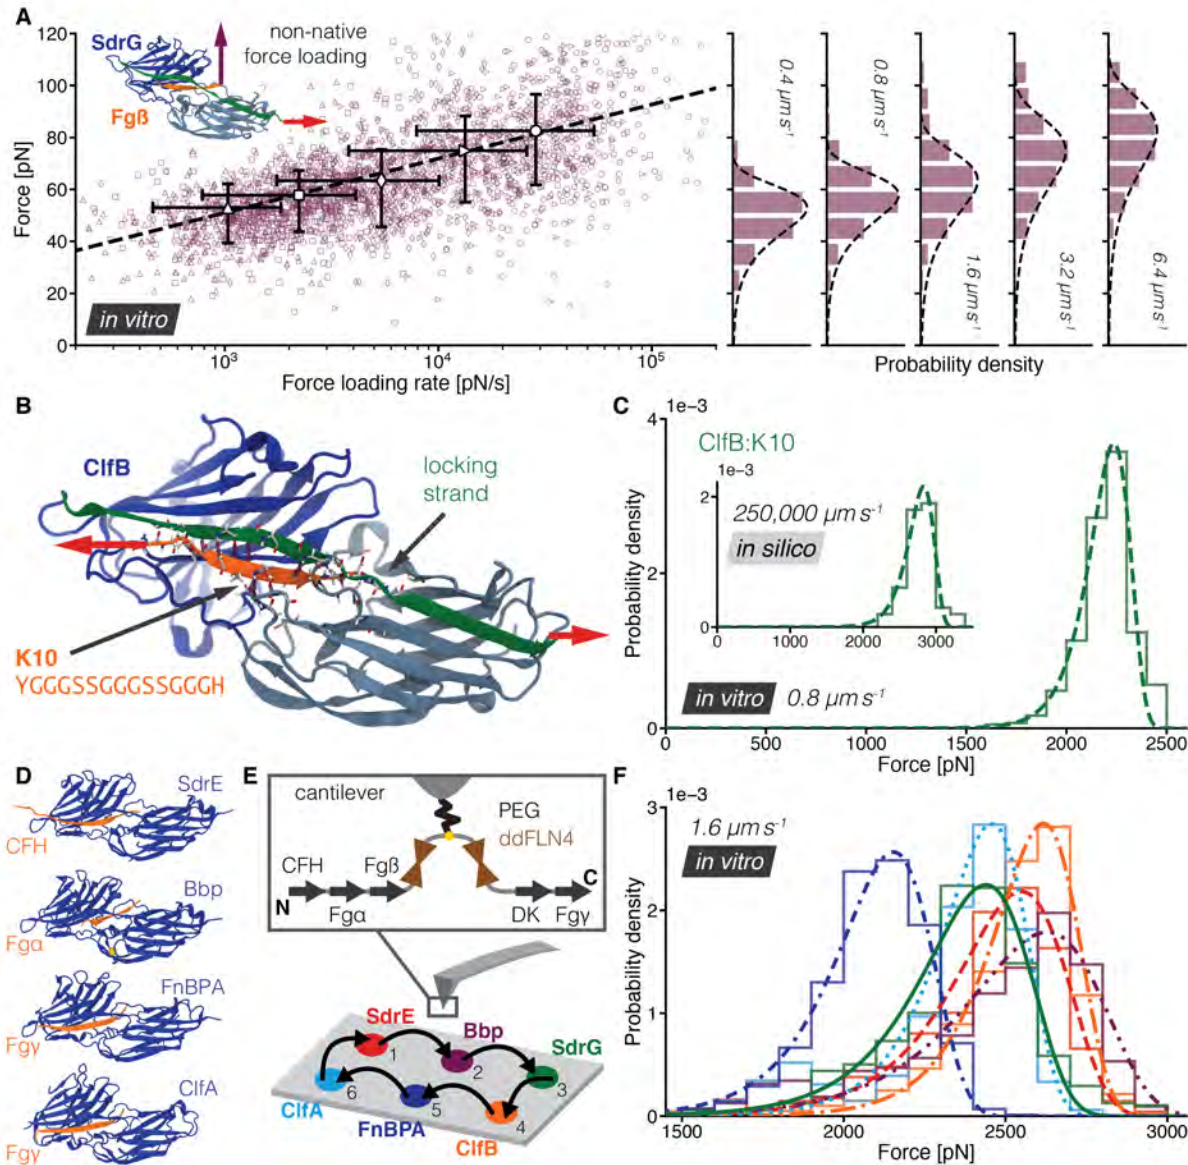 A
120
100
80
60
40
20
0
Force [pN]
SdrG
Fgß
non-native
force loading
in vitro
10³
10⁴
10⁵
Force loading rate [pN/s]
0.4 µm s⁻¹
0.8 µm s⁻¹
1.6 µm s⁻¹
3.2 µm s⁻¹
6.4 µm s⁻¹
Probability density
B
ClfB
locking
strand
K10
YGGGSSGGGSSGGGH
C
1e−3
4
2
0
Probability density
ClfB:K10
1e−3
2
0
250,000 µm s⁻¹
in silico
0 1000 2000 3000
in vitro 0.8 µm s⁻¹
0 500 1000 1500 2000 2500
Force [pN]
D
SdrE
CFH
Bbp
Fgα
FnBPA
Fgγ
ClfA
Fgγ
E
cantilever
PEG
ddFLN4
CFH
Fgß
C
N
Fgα
DK
Fgγ
SdrE
1
Bbp
2
SdrG
3
ClfA
6
FnBPA
5
ClfB
4
F
1e−3
3
2
1
0
Probability density
1.6 µm s⁻¹
in vitro
1500 2000 2500 3000
Force [pN]